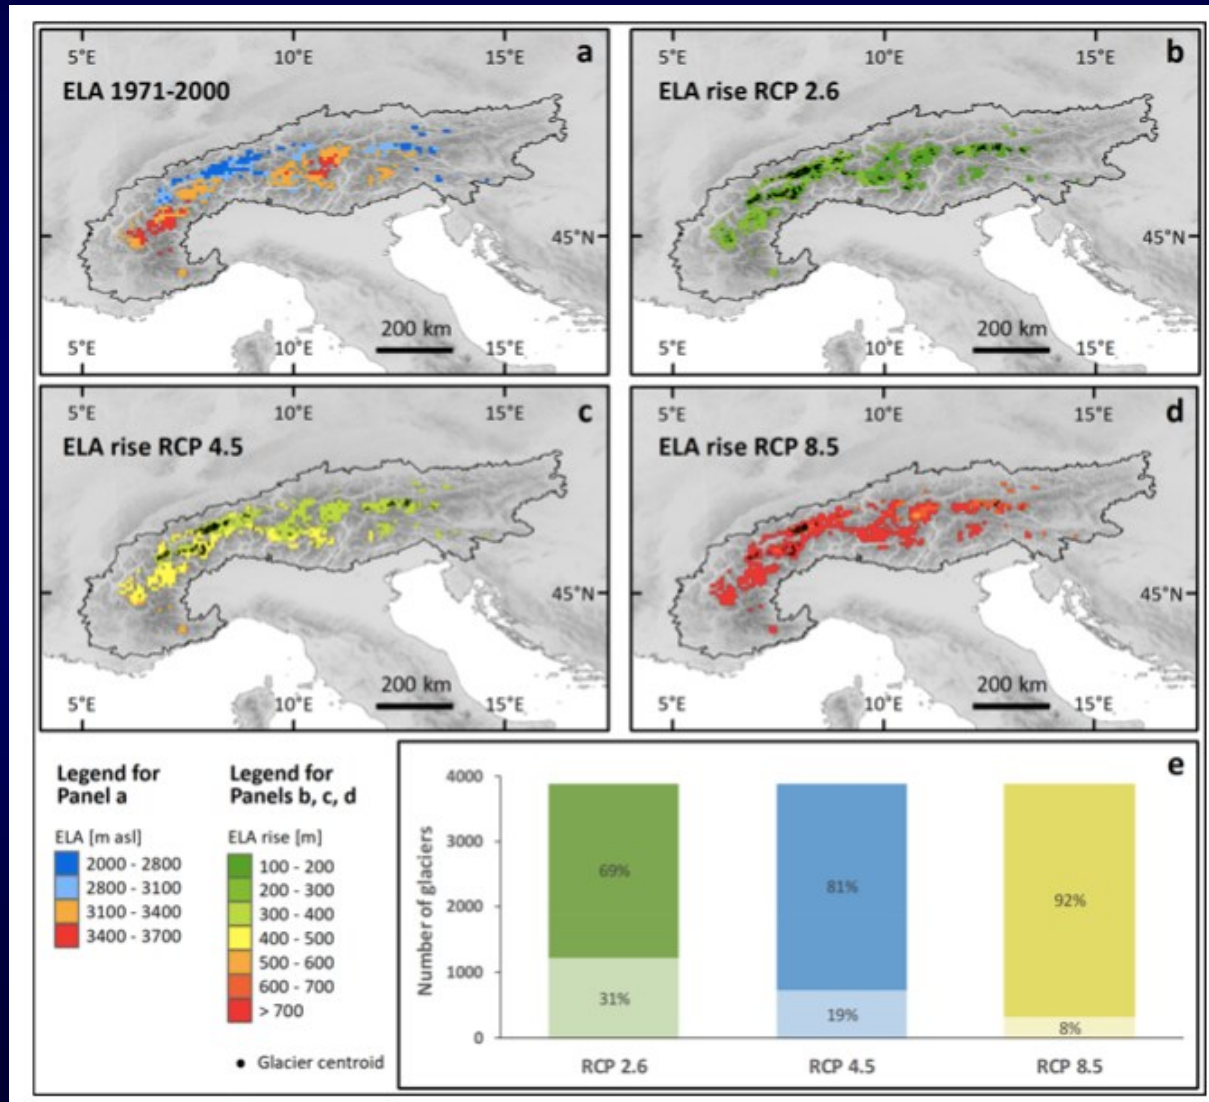 5°E 10°E 15°E a
ELA 1971-2000
45°N
200 km
5°E 10°E 15°E
5°E 10°E 15°E b
ELA rise RCP 2.6
45°N
200 km
5°E 10°E 15°E
5°E 10°E 15°E c
ELA rise RCP 4.5
45°N
200 km
5°E 10°E 15°E
5°E 10°E 15°E d
ELA rise RCP 8.5
45°N
200 km
5°E 10°E 15°E
Legend for
Panel a
ELA [m asl]
2000 - 2800
2800 - 3100
3100 - 3400
3400 - 3700
Legend for
Panels b, c, d
ELA rise [m]
100 - 200
200 - 300
300 - 400
400 - 500
500 - 600
600 - 700
> 700
Glacier centroid
e
Number of glaciers
4000
3000
2000
1000
0
69%
31%
81%
19%
92%
8%
RCP 2.6 RCP 4.5 RCP 8.5